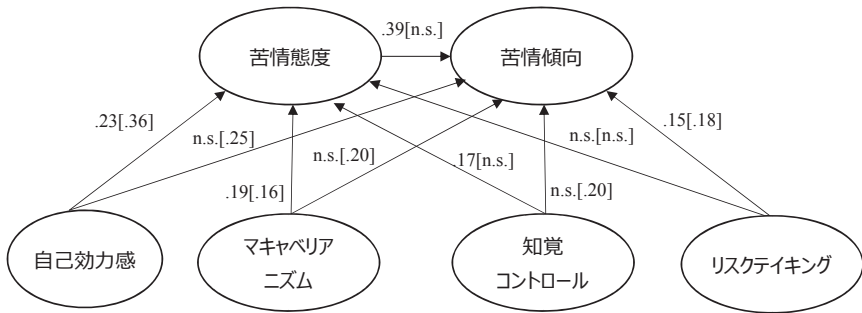 .39[n.s.]
苦情態度
苦情傾向
.23[.36]
n.s.[.25]
.19[.16]
n.s.[.20]
.17[n.s.]
n.s.[.20]
n.s.[n.s.]
.15[.18]
自己効力感
マキャベリア
ニズム
知覚
コントロール
リスクテイキング